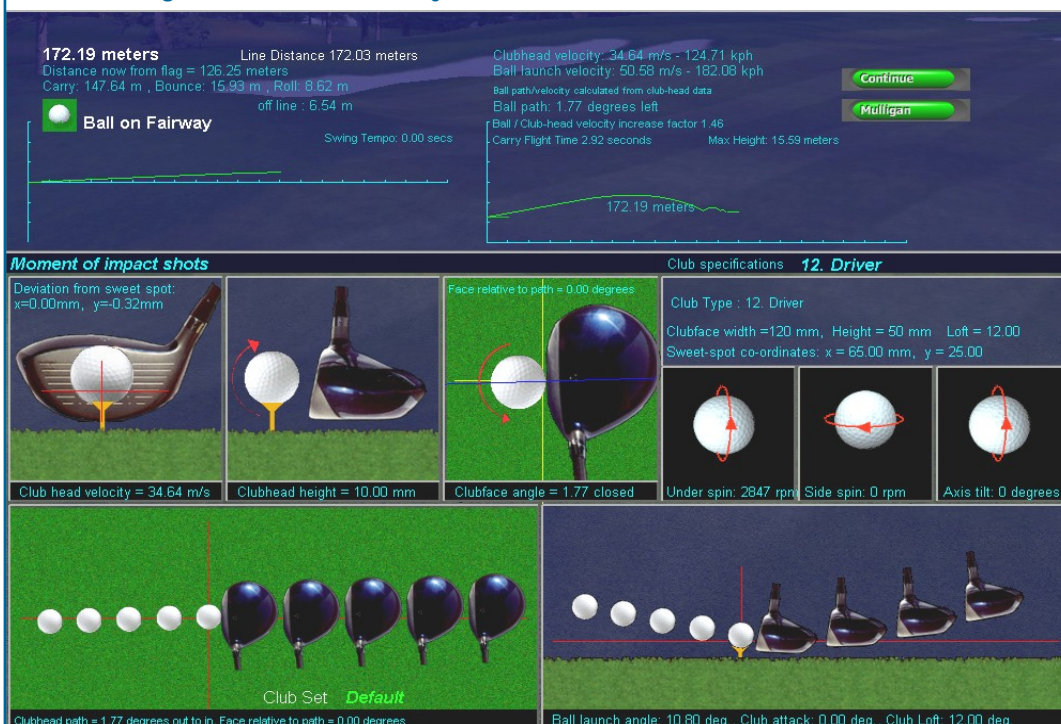 172.19 meters
Line Distance 172.03 meters
Distance now from flag = 126.25 meters
Carry: 147.64 m , Bounce: 15.93 m , Roll: 8.62 m
off line : 6.54 m
Ball on Fairway
Swing Tempo: 0.00 secs
Clubhead velocity: 34.64 m/s - 124.71 kph
Ball launch velocity: 50.58 m/s - 182.08 kph
Ball path/velocity calculated from club-head data
Ball path: 1.77 degrees left
Ball / Club-head velocity increase factor 1.46
Carry Flight Time 2.92 seconds
Max Height: 15.59 meters
172.19 meters
Continue
Mulligan
Moment of impact shots
Club specifications 12. Driver
Deviation from sweet spot:
x=0.00mm, y=-0.32mm
Club head velocity = 34.64 m/s
Clubhead height = 10.00 mm
Face relative to path = 0.00 degrees
Clubface angle = 1.77 closed
Club Type : 12. Driver
Clubface width =120 mm, Height = 50 mm Loft = 12.00
Sweet-spot co-ordinates: x = 65.00 mm, y = 25.00
Under spin: 2847 rpm
Side spin: 0 rpm
Axis tilt: 0 degrees
Club Set Default
Clubhead path = 1.77 degrees out to in, Face relative to path = 0.00 degrees
Ball launch angle: 10.80 deg, Club attack: 0.00 deg, Club Loft: 12.00 deg